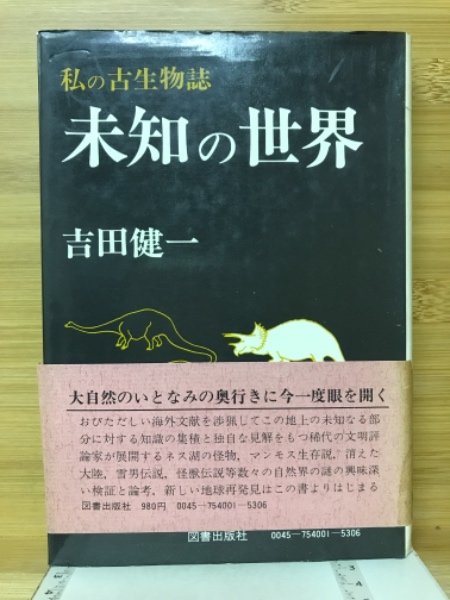 私の古生物誌
未知の世界
吉田健一
大自然のいとなみの奥行きに今一度眼を開く
おびただしい海外文献を渉猟してこの地上の未知なる部
分に対する知識の集積と独自な見解をもつ稀代の文明評
論家が展開するネス湖の怪物，マンモス生存説，消えた
大陸，雪男伝説，怪獣伝説等数々の自然界の謎の興味深
い検証と論考，新しい地球再発見はこの書よりはじまる
図書出版社 980円 0045—754001—5306
図書出版社 0045—754001—5306